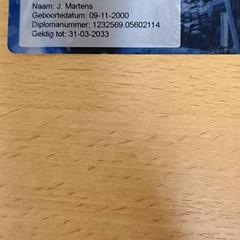 Naam: J. Martens
Geboortedatum: 09-11-2000
Diplomanummer: 1232569.05602114
Geldig tot: 31-03-2033